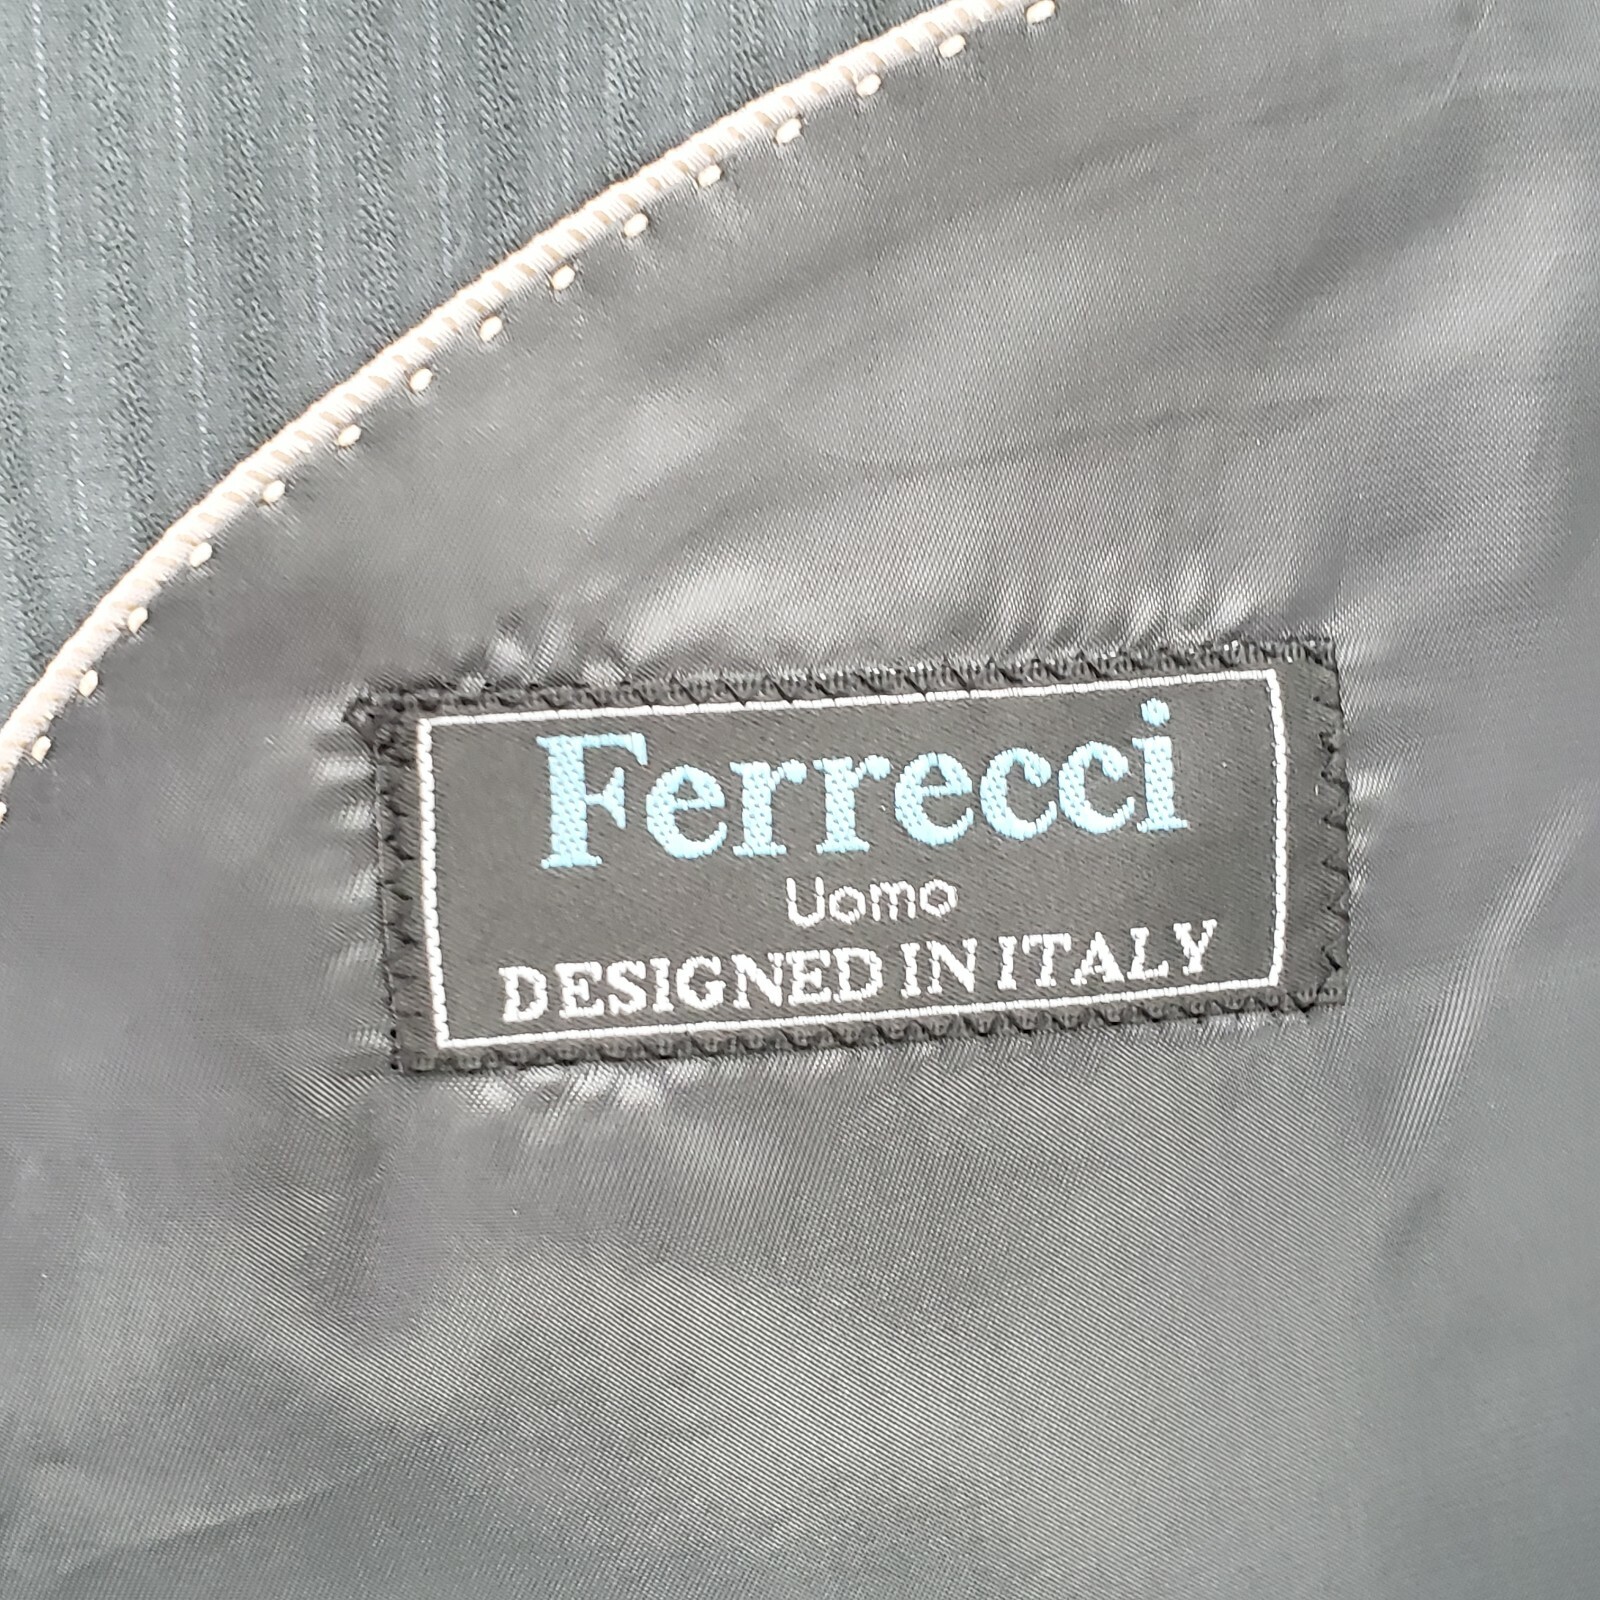 Ferrecci
Uomo
DESIGNED IN ITALY